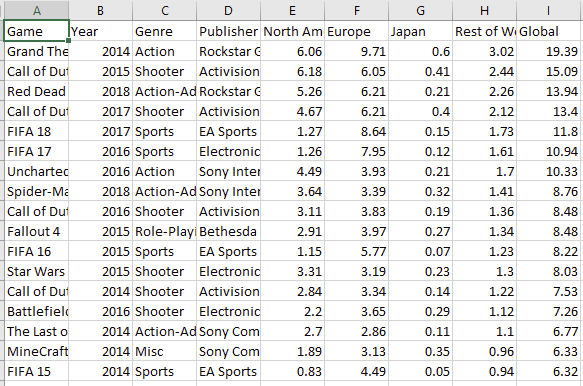 A B C D E F G H I
Game Year Genre Publisher North Am Europe Japan Rest of Wo Global
Grand The 2014 Action Rockstar G 6.06 9.71 0.6 3.02 19.39
Call of Dut 2015 Shooter Activision 6.18 6.05 0.41 2.44 15.09
Red Dead 2018 Action-Ad Rockstar G 5.26 6.21 0.21 2.26 13.94
Call of Dut 2017 Shooter Activision 4.67 6.21 0.4 2.12 13.4
FIFA 18 2017 Sports EA Sports 1.27 8.64 0.15 1.73 11.8
FIFA 17 2016 Sports Electronic 1.26 7.95 0.12 1.61 10.94
Uncharted 2016 Action Sony Inter 4.49 3.93 0.21 1.7 10.33
Spider-Ma 2018 Action-Ad Sony Inter 3.64 3.39 0.32 1.41 8.76
Call of Dut 2016 Shooter Activision 3.11 3.83 0.19 1.36 8.48
Fallout 4 2015 Role-Playi Bethesda 2.91 3.97 0.27 1.34 8.48
FIFA 16 2015 Sports EA Sports 1.15 5.77 0.07 1.23 8.22
Star Wars 2015 Shooter Electronic 3.31 3.19 0.23 1.3 8.03
Call of Dut 2014 Shooter Activision 2.84 3.34 0.14 1.22 7.53
Battlefield 2016 Shooter Electronic 2.2 3.65 0.29 1.12 7.26
The Last o 2014 Action-Ad Sony Com 2.7 2.86 0.11 1.1 6.77
MineCraft 2014 Misc Sony Com 1.89 3.13 0.35 0.96 6.33
FIFA 15 2014 Sports EA Sports 0.83 4.49 0.05 0.94 6.32